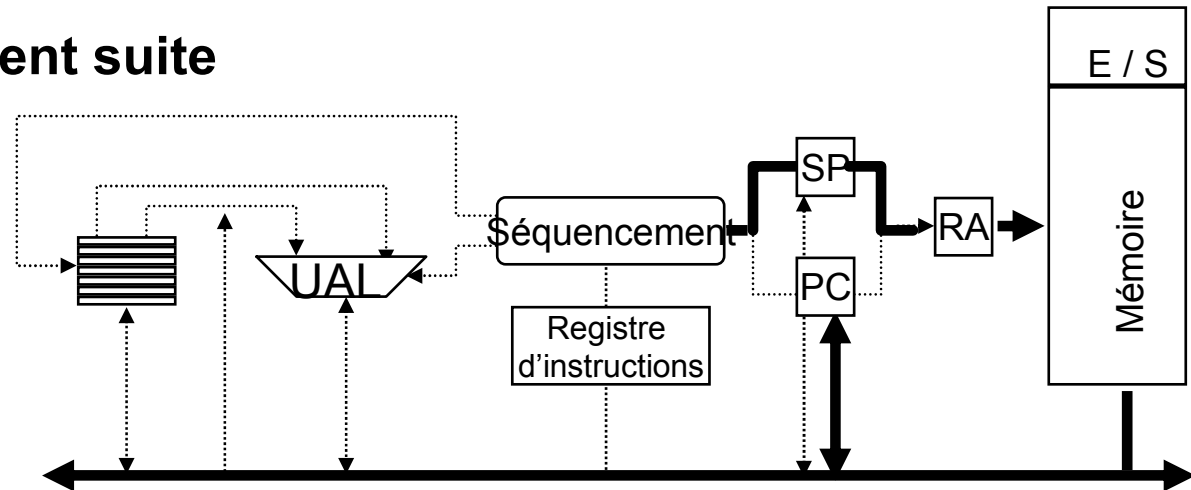 ent suite
E / S
SP
Séquencement
RA
UAL
PC
Registre
d'instructions
Mémoire